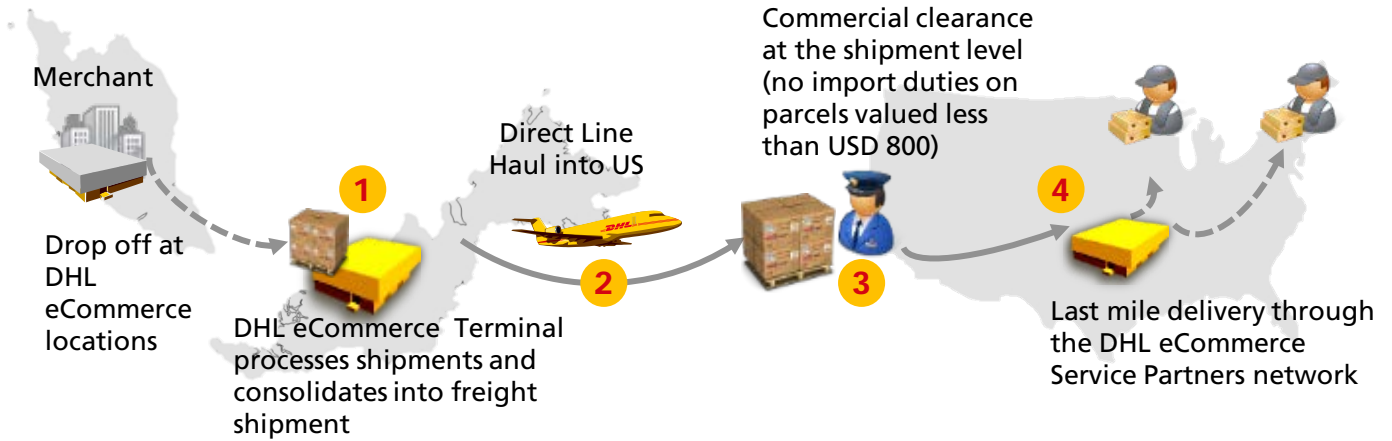 Merchant
Drop off at
DHL
eCommerce
locations
1
DHL eCommerce Terminal
processes shipments and
consolidates into freight
shipment
Direct Line
Haul into US
DHL
2
Commercial clearance
at the shipment level
(no import duties on
parcels valued less
than USD 800)
3
4
Last mile delivery through
the DHL eCommerce
Service Partners network